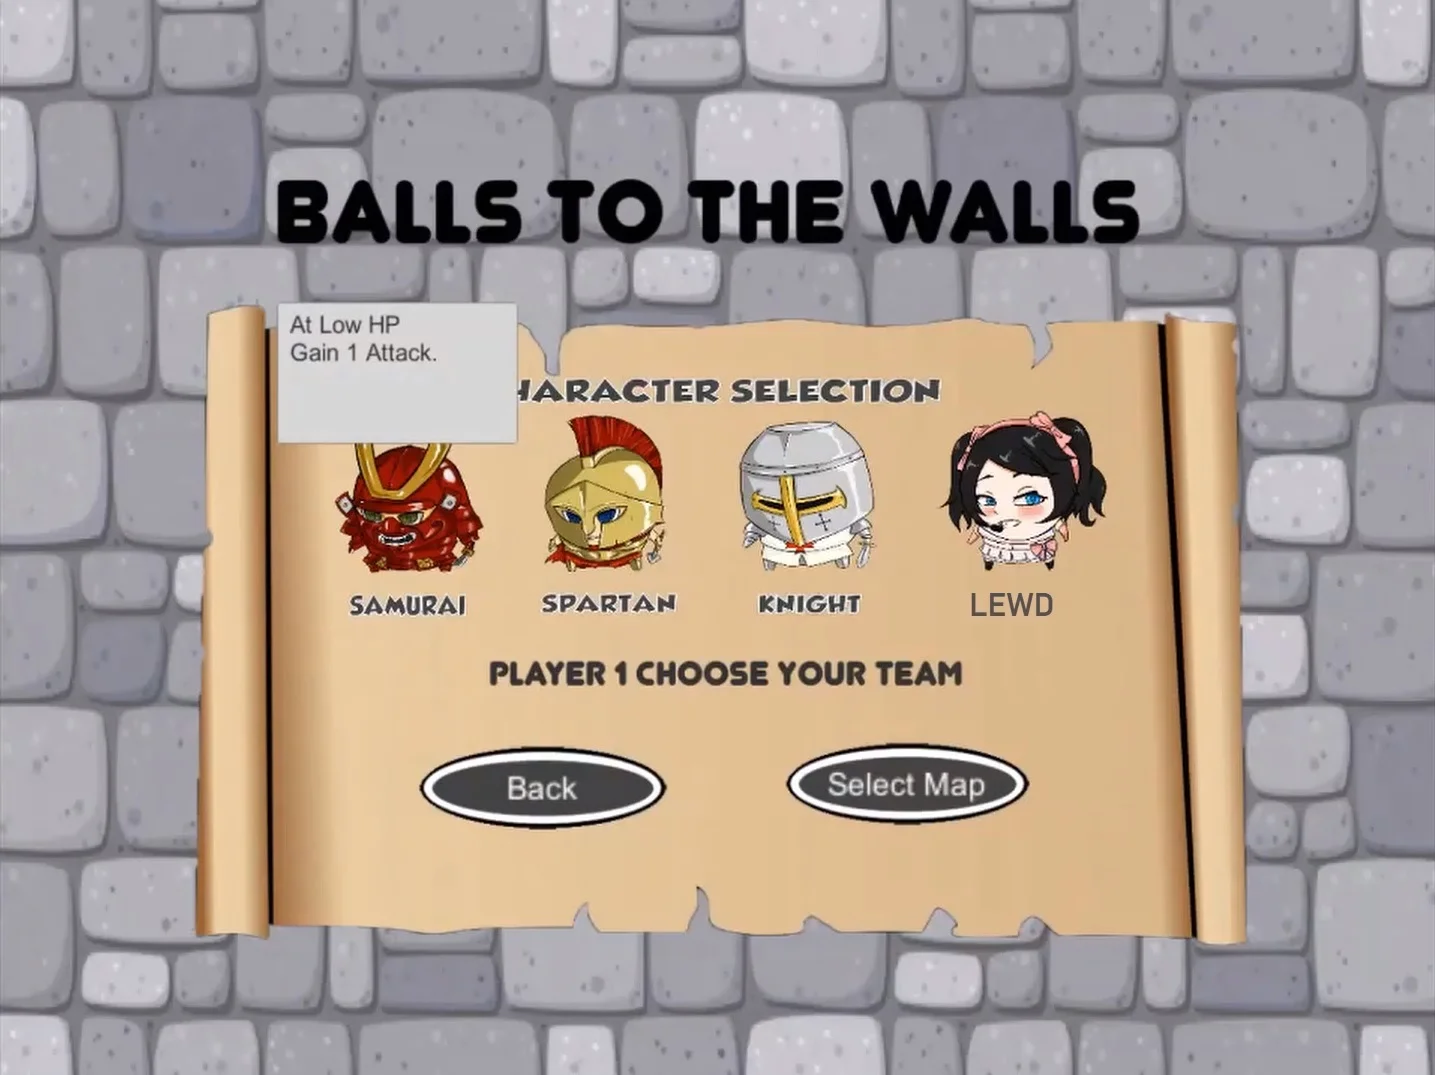 BALLS TO THE WALLS
At Low HP
Gain 1 Attack.
HARACTER SELECTION
SAMURAI
SPARTAN
KNIGHT
LEWD
PLAYER 1 CHOOSE YOUR TEAM
Back
Select Map